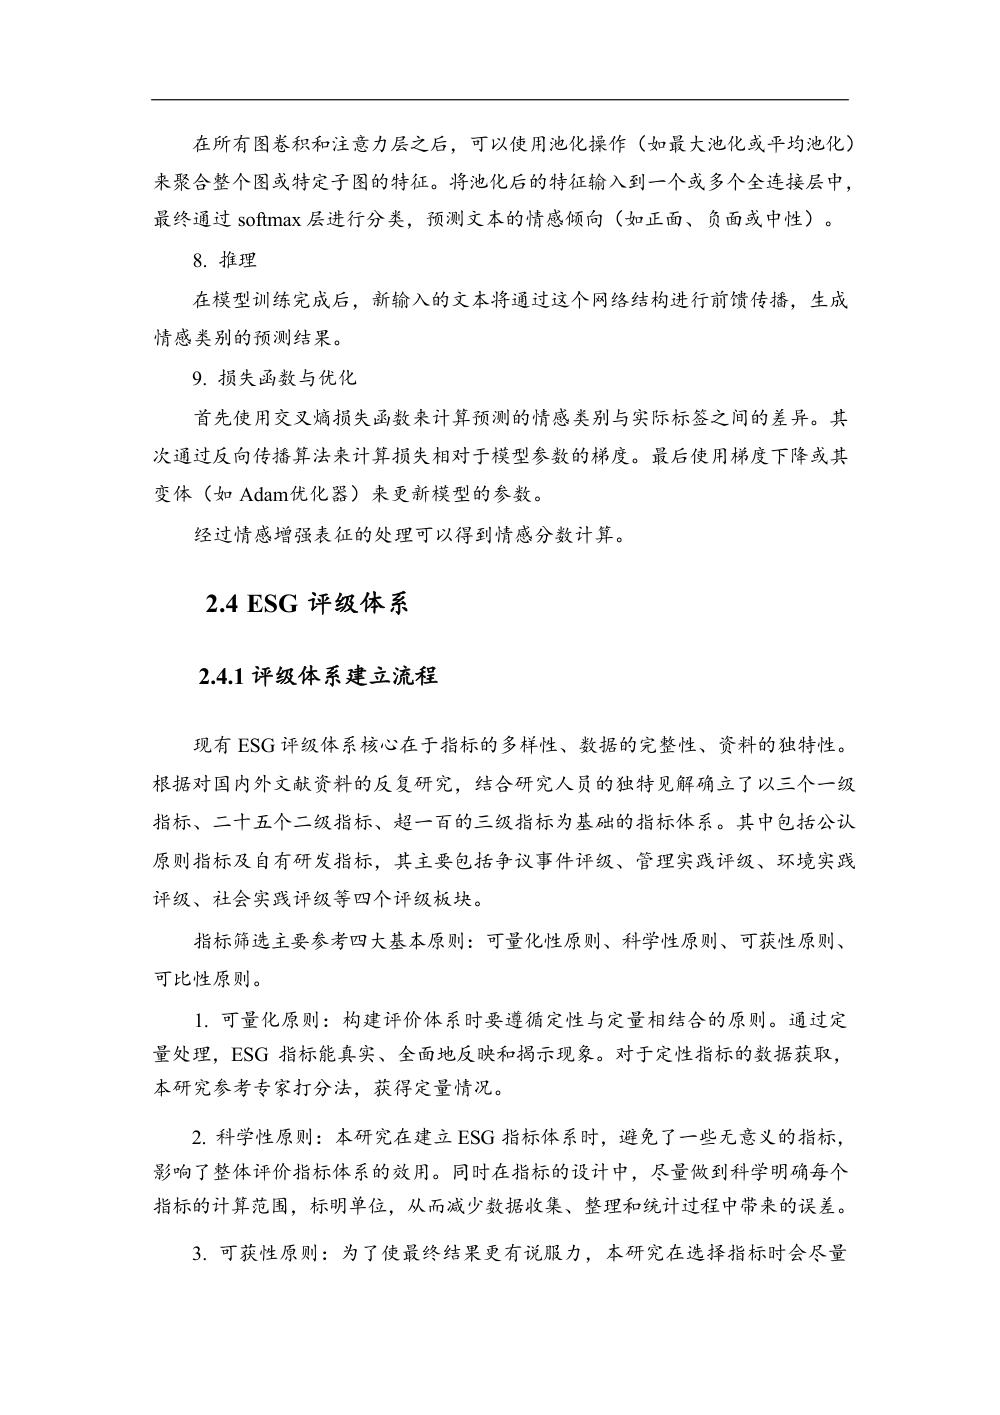 在所有图卷积和注意力层之后，可以使用池化操作（如最大池化或平均池化）
来聚合整个图或特定子图的特征。将池化后的特征输入到一个或多个全连接层中，
最终通过 softmax 层进行分类，预测文本的情感倾向（如正面、负面或中性）。
8. 推理
在模型训练完成后，新输入的文本将通过这个网络结构进行前馈传播，生成
情感类别的预测结果。
9. 损失函数与优化
首先使用交叉熵损失函数来计算预测的情感类别与实际标签之间的差异。其
次通过反向传播算法来计算损失相对于模型参数的梯度。最后使用梯度下降或其
变体（如 Adam优化器）来更新模型的参数。
经过情感增强表征的处理可以得到情感分数计算。
2.4 ESG 评级体系
2.4.1 评级体系建立流程
现有 ESG 评级体系核心在于指标的多样性、数据的完整性、资料的独特性。
根据对国内外文献资料的反复研究，结合研究人员的独特见解确立了以三个一级
指标、二十五个二级指标、超一百的三级指标为基础的指标体系。其中包括公认
原则指标及自有研发指标，其主要包括争议事件评级、管理实践评级、环境实践
评级、社会实践评级等四个评级板块。
指标筛选主要参考四大基本原则：可量化性原则、科学性原则、可获性原则、
可比性原则。
1. 可量化原则：构建评价体系时要遵循定性与定量相结合的原则。通过定
量处理，ESG 指标能真实、全面地反映和揭示现象。对于定性指标的数据获取，
本研究参考专家打分法，获得定量情况。
2. 科学性原则：本研究在建立 ESG 指标体系时，避免了一些无意义的指标，
影响了整体评价指标体系的效用。同时在指标的设计中，尽量做到科学明确每个
指标的计算范围，标明单位，从而减少数据收集、整理和统计过程中带来的误差。
3. 可获性原则：为了使最终结果更有说服力，本研究在选择指标时会尽量